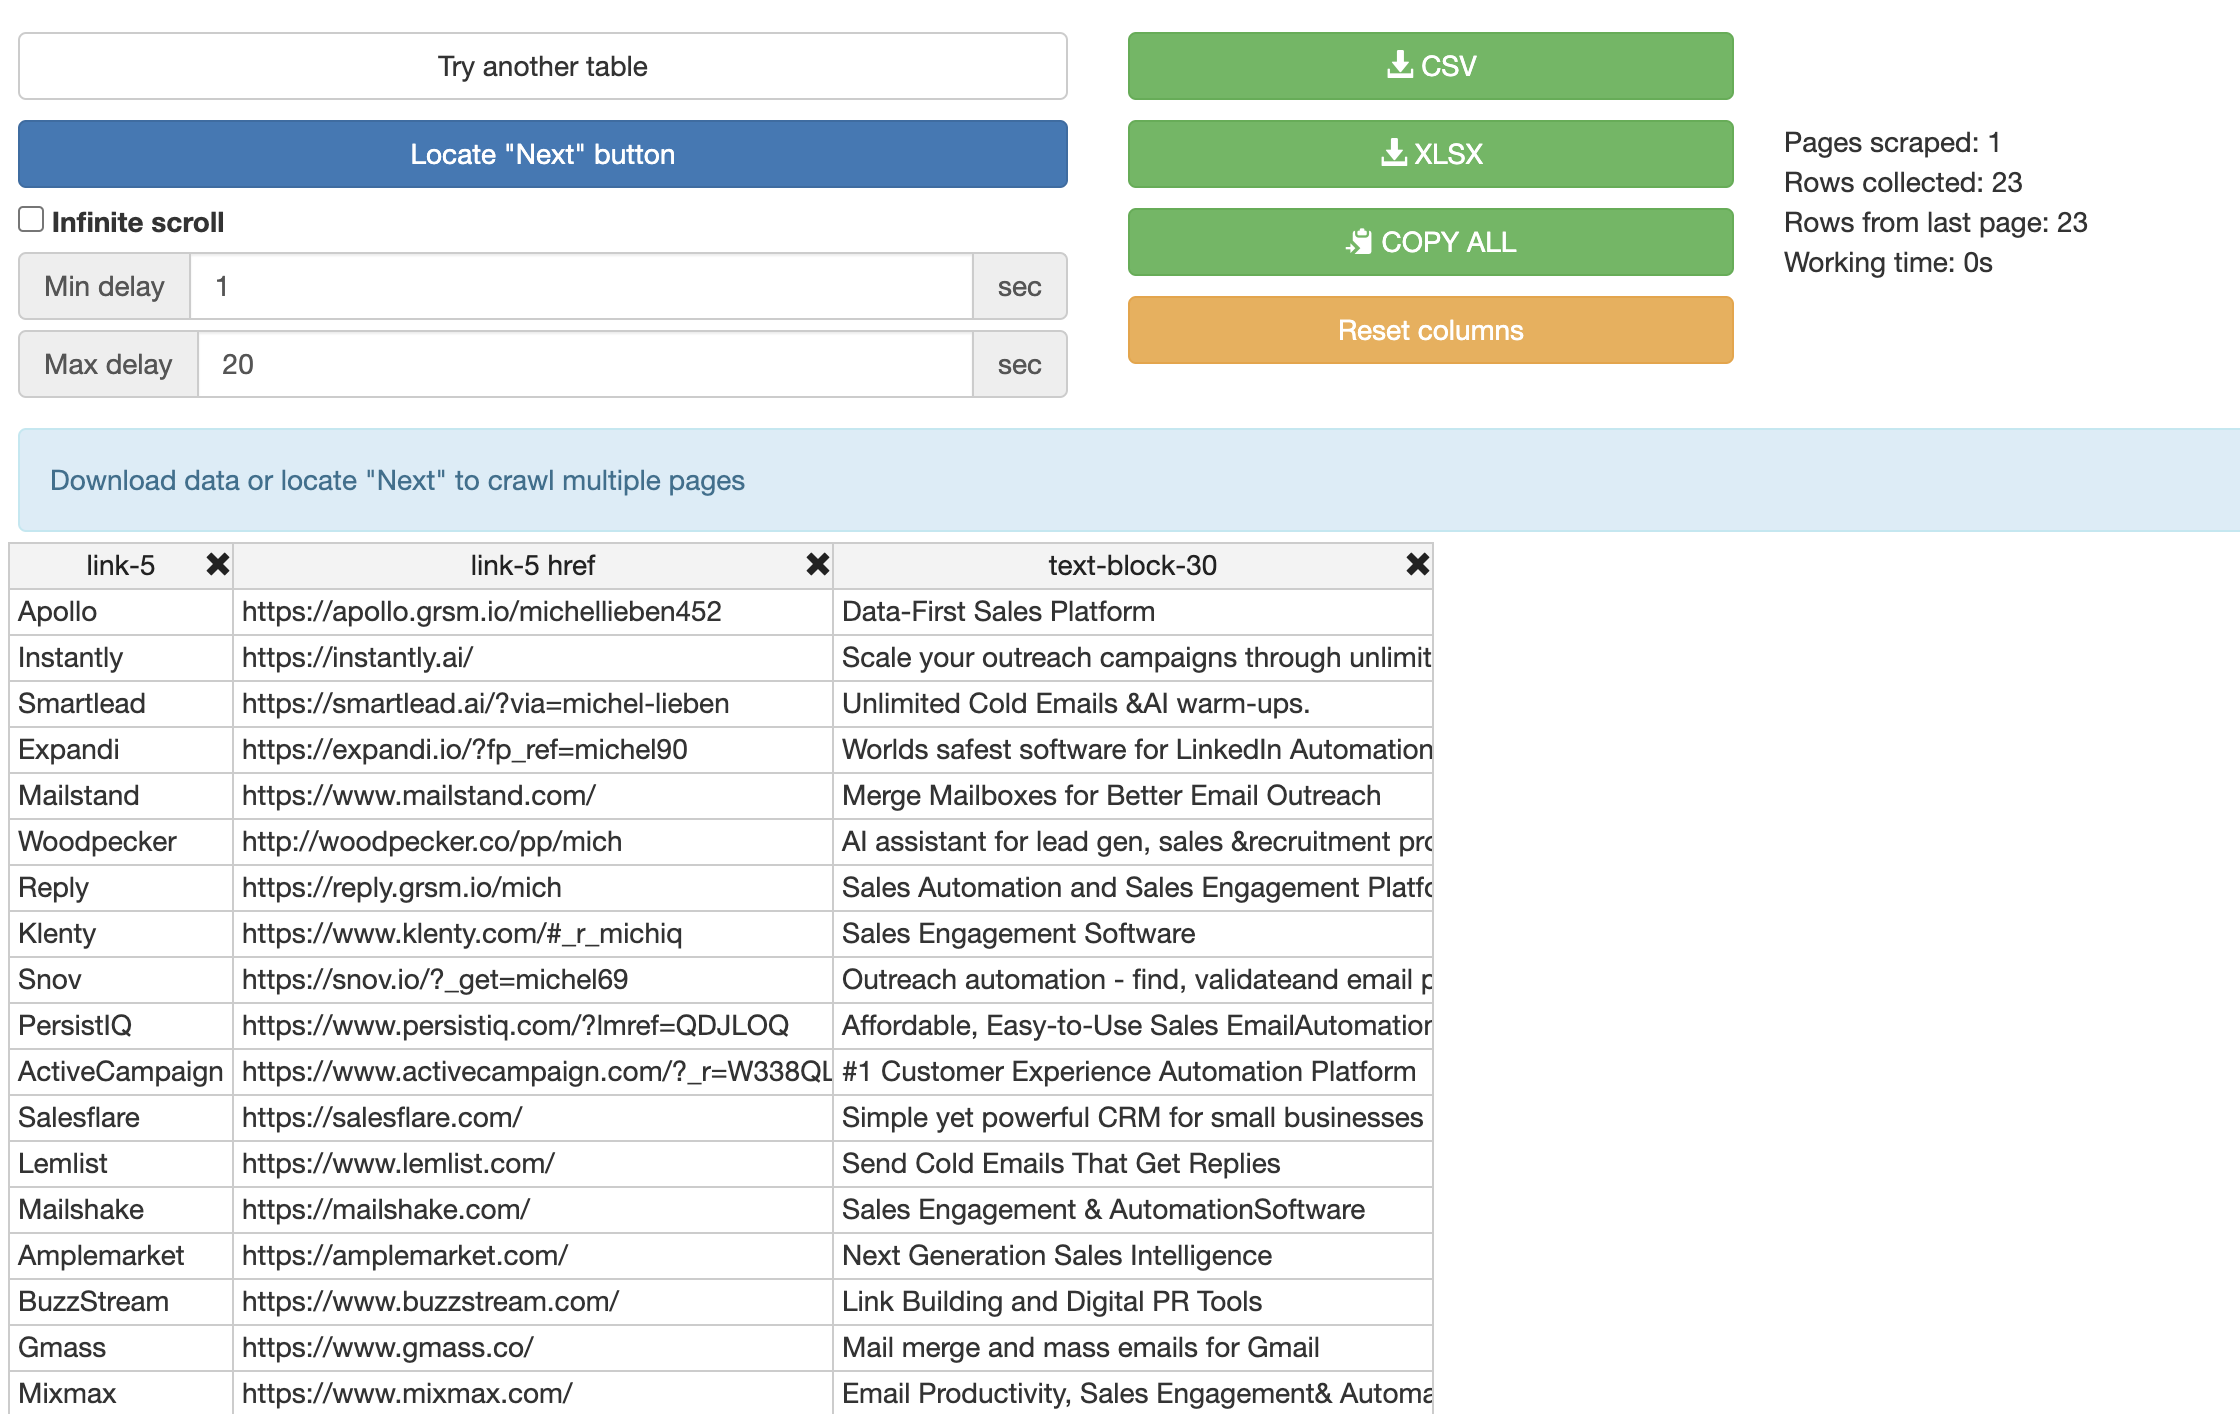 Try another table
Locate "Next" button
Infinite scroll
Min delay 1 sec
Max delay 20 sec
CSV
XLSX
COPY ALL
Reset columns
Pages scraped: 1
Rows collected: 23
Rows from last page: 23
Working time: 0s
Download data or locate "Next" to crawl multiple pages
link-5 link-5 href text-block-30
Apollo https://apollo.grsm.io/michellieben452 Data-First Sales Platform
Instantly https://instantly.ai/ Scale your outreach campaigns through unlimit
Smartlead https://smartlead.ai/?via=michel-lieben Unlimited Cold Emails &AI warm-ups.
Expandi https://expandi.io/?fp_ref=michel90 Worlds safest software for LinkedIn Automation
Mailstand https://www.mailstand.com/ Merge Mailboxes for Better Email Outreach
Woodpecker http://woodpecker.co/pp/mich AI assistant for lead gen, sales &recruitment pro
Reply https://reply.grsm.io/mich Sales Automation and Sales Engagement Platfo
Klenty https://www.klenty.com/#_r_michiq Sales Engagement Software
Snov https://snov.io/?_get=michel69 Outreach automation - find, validateand email p
PersistIQ https://www.persistiq.com/?lmref=QDJLOQ Affordable, Easy-to-Use Sales EmailAutomation
ActiveCampaign https://www.activecampaign.com/?_r=W338QL #1 Customer Experience Automation Platform
Salesflare https://salesflare.com/ Simple yet powerful CRM for small businesses
Lemlist https://www.lemlist.com/ Send Cold Emails That Get Replies
Mailshake https://mailshake.com/ Sales Engagement & AutomationSoftware
Amplemarket https://amplemarket.com/ Next Generation Sales Intelligence
BuzzStream https://www.buzzstream.com/ Link Building and Digital PR Tools
Gmass https://www.gmass.co/ Mail merge and mass emails for Gmail
Mixmax https://www.mixmax.com/ Email Productivity, Sales Engagement& Automa